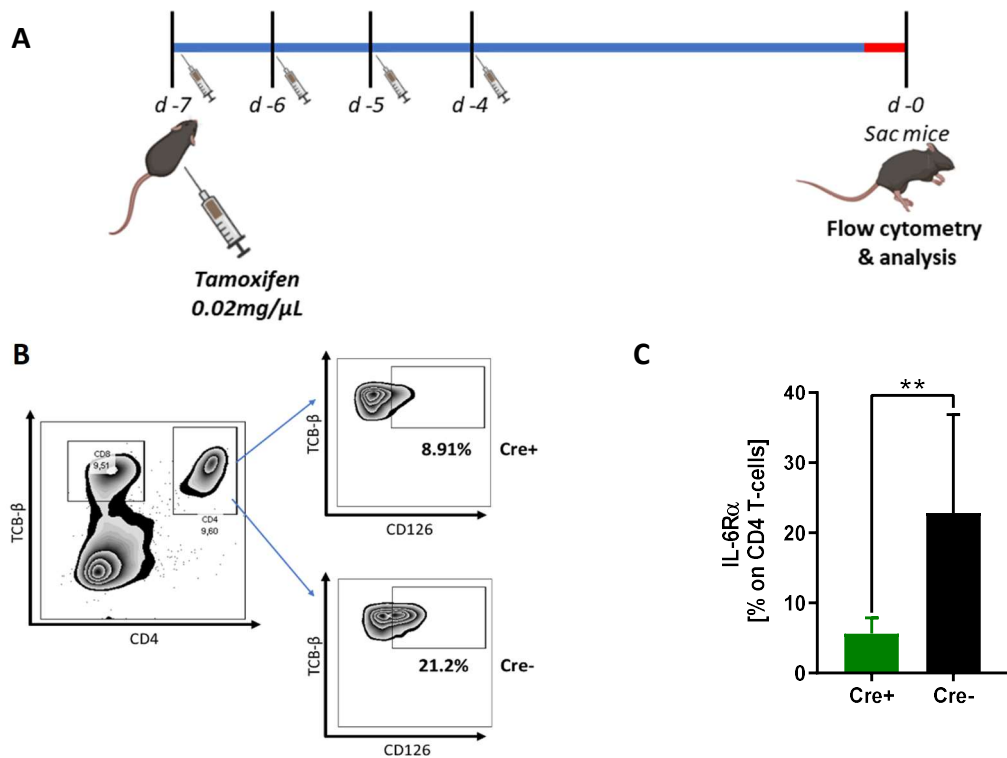 A
d -7
d -6
d -5
d -4
d -0
Sac mice
Tamoxifen
0.02mg/µL
Flow cytometry
& analysis
B
TCB-β
CD8
9,51
CD4
9,60
CD4
TCB-β
8.91%
Cre+
CD126
TCB-β
21.2%
Cre-
CD126
C
**
IL-6Rα
[% on CD4 T-cells]
40
30
20
10
0
Cre+
Cre-